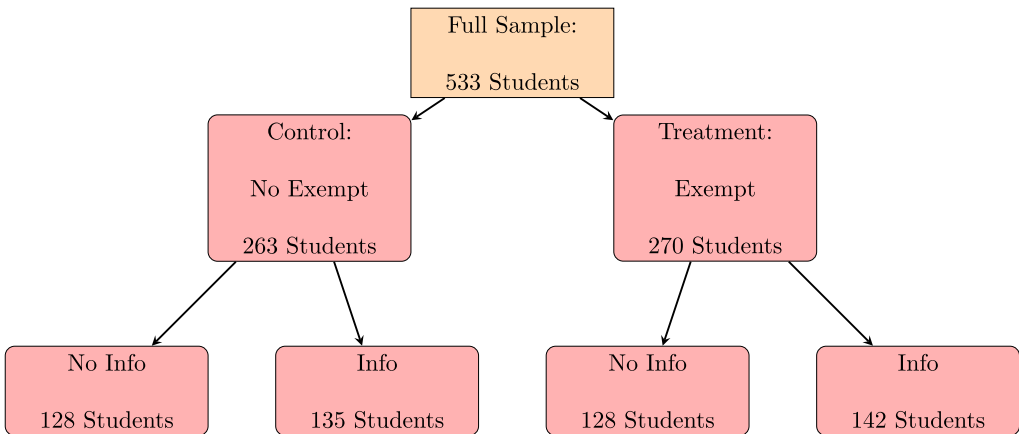 Full Sample:
533 Students
Control:
No Exempt
263 Students
Treatment:
Exempt
270 Students
No Info
128 Students
Info
135 Students
No Info
128 Students
Info
142 Students